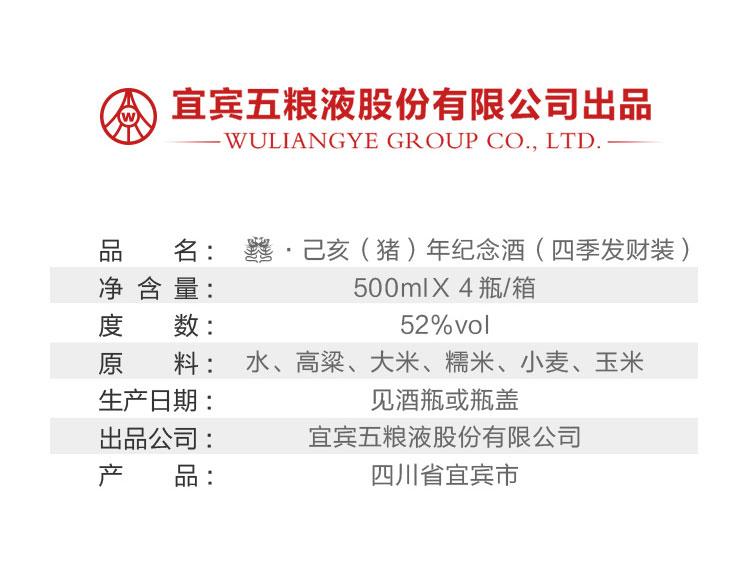 W
宜宾五粮液股份有限公司出品
WULIANGYE GROUP CO., LTD.
品名： · 己亥（猪）年纪念酒（四季发财装）
净含量： 500mlX 4瓶/箱
度数： 52%vol
原料： 水、高粱、大米、糯米、小麦、玉米
生产日期： 见酒瓶或瓶盖
出品公司： 宜宾五粮液股份有限公司
产品： 四川省宜宾市